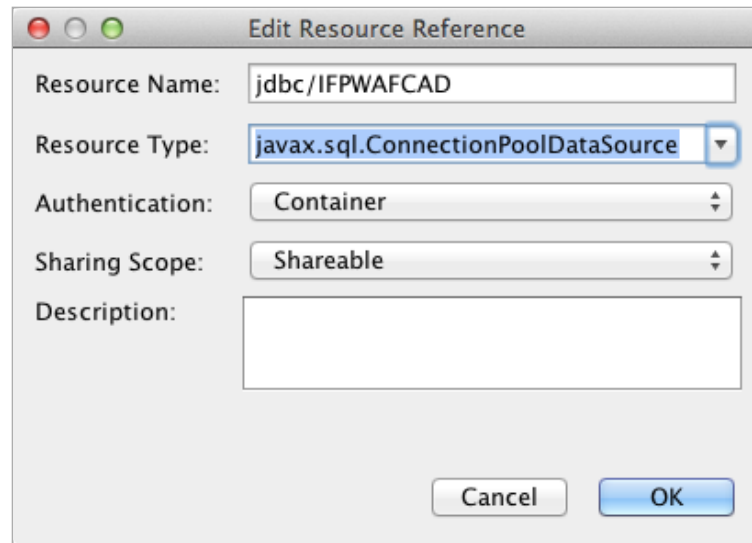 Edit Resource Reference
Resource Name: jdbc/IFPWAFCAD
Resource Type: javax.sql.ConnectionPoolDataSource
Authentication: Container
Sharing Scope: Shareable
Description:
Cancel OK